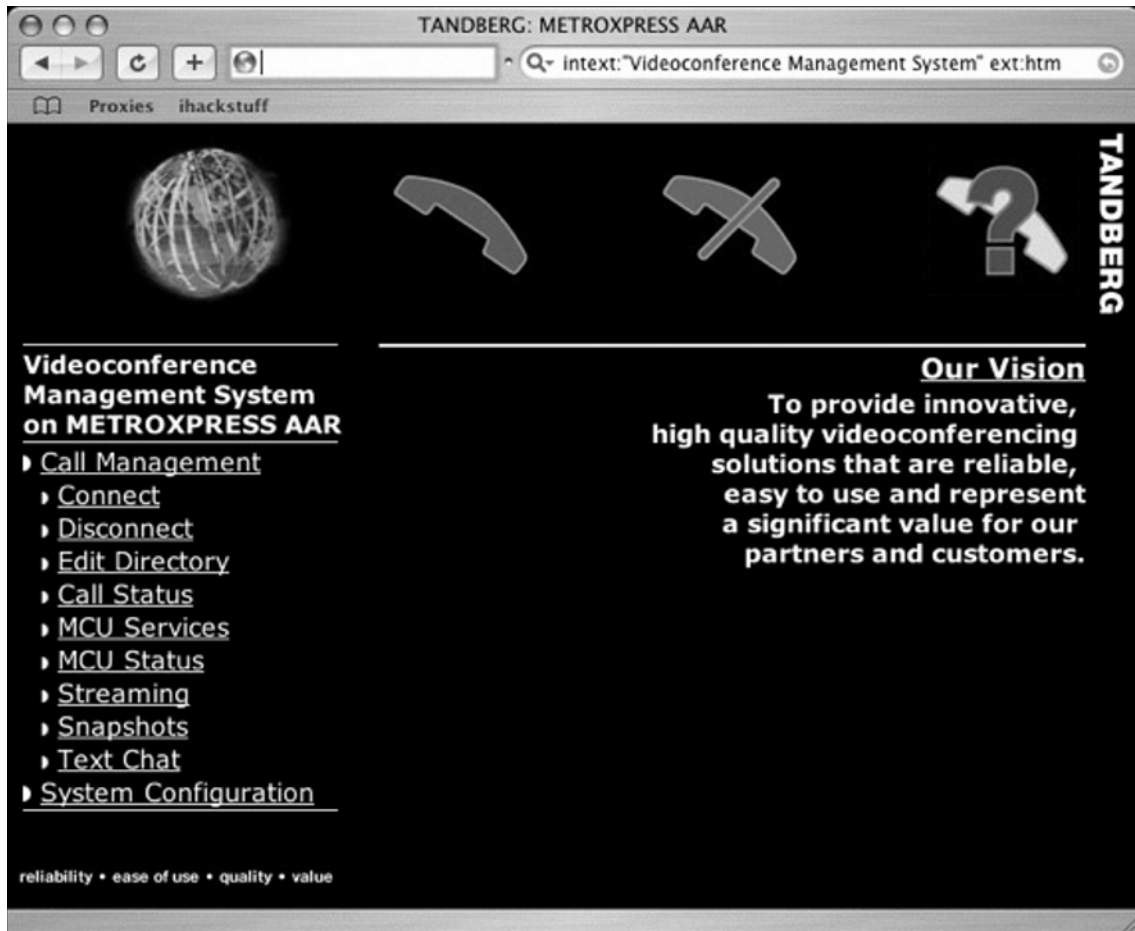 TANDBERG: METROXPRESS AAR
intext:"Videoconference Management System" ext:htm
Proxies ihackstuff
TANDBERG
Videoconference
Management System
on METROXPRESS AAR
Call Management
Connect
Disconnect
Edit Directory
Call Status
MCU Services
MCU Status
Streaming
Snapshots
Text Chat
System Configuration
Our Vision
To provide innovative,
high quality videoconferencing
solutions that are reliable,
easy to use and represent
a significant value for our
partners and customers.
reliability • ease of use • quality • value